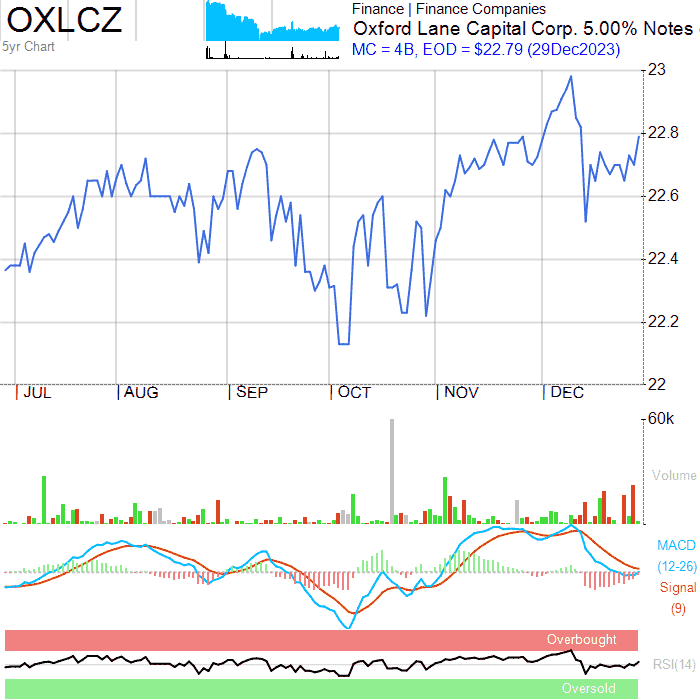 OXLCZ
5yr Chart
Finance | Finance Companies
Oxford Lane Capital Corp. 5.00% Notes
MC = 4B, EOD = $22.79 (29Dec2023)
23
22.8
22.6
22.4
22.2
22
JUL AUG SEP OCT NOV DEC
60k
Volume
MACD
(12-26)
Signal
(9)
Overbought
RSI(14)
Oversold